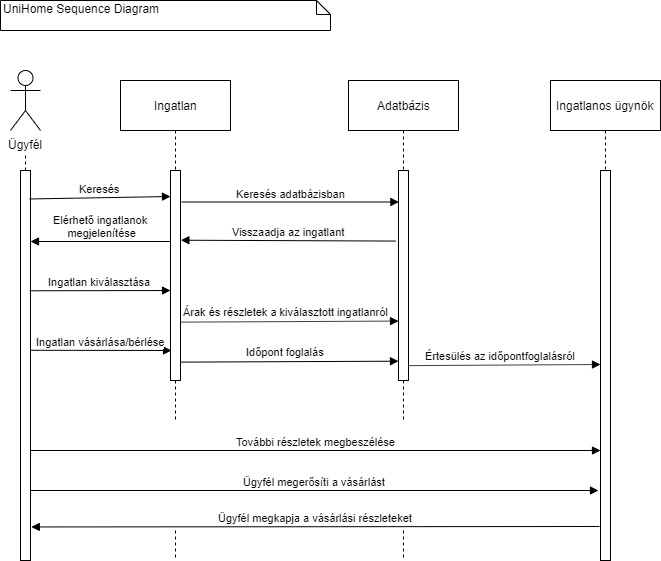 UniHome Sequence Diagram
Ügyfél
Ingatlan
Adatbázis
Ingatlanos ügynök
Keresés
Keresés adatbázisban
Elérhető ingatlanok
megjelenítése
Visszaadja az ingatlant
Ingatlan kiválasztása
Árak és részletek a kiválasztott ingatlanról
Ingatlan vásárlása/bérlése
Időpont foglalás
Értesülés az időpontfoglalásról
További részletek megbeszélése
Ügyfél megerősíti a vásárlást
Ügyfél megkapja a vásárlási részleteket